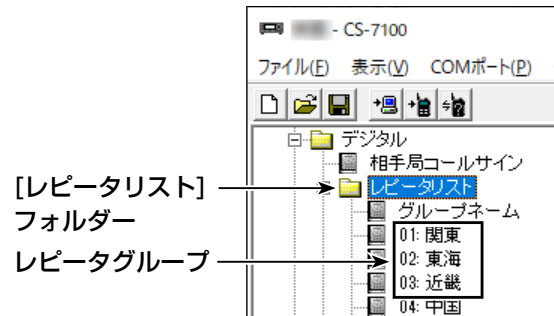 - CS-7100
ファイル(F) 表示(V) COMポート(P)
デジタル
相手局コールサイン
[レピータリスト]
フォルダー
レピータリスト
グループネーム
レピータグループ
01: 関東
02: 東海
03: 近畿
04: 中国